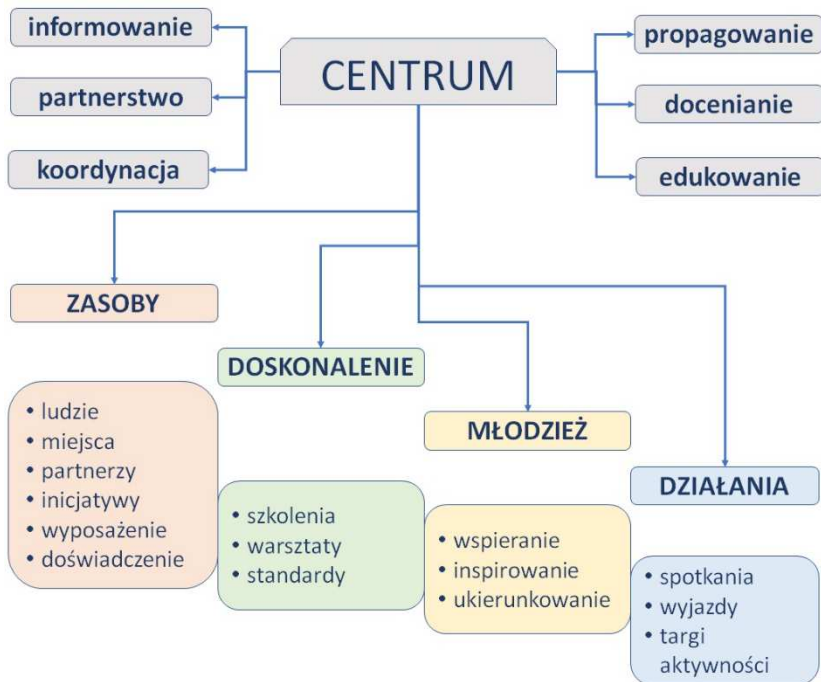 informowanie
partnerstwo
koordynacja
CENTRUM
propagowanie
docenianie
edukowanie
ZASOBY
• ludzie
• miejsca
• partnerzy
• inicjatywy
• wyposażenie
• doświadczenie
DOSKONALENIE
• szkolenia
• warsztaty
• standardy
MŁODZIEŻ
• wspieranie
• inspirowanie
• ukierunkowanie
DZIAŁANIA
• spotkania
• wyjazdy
• targi
aktywności